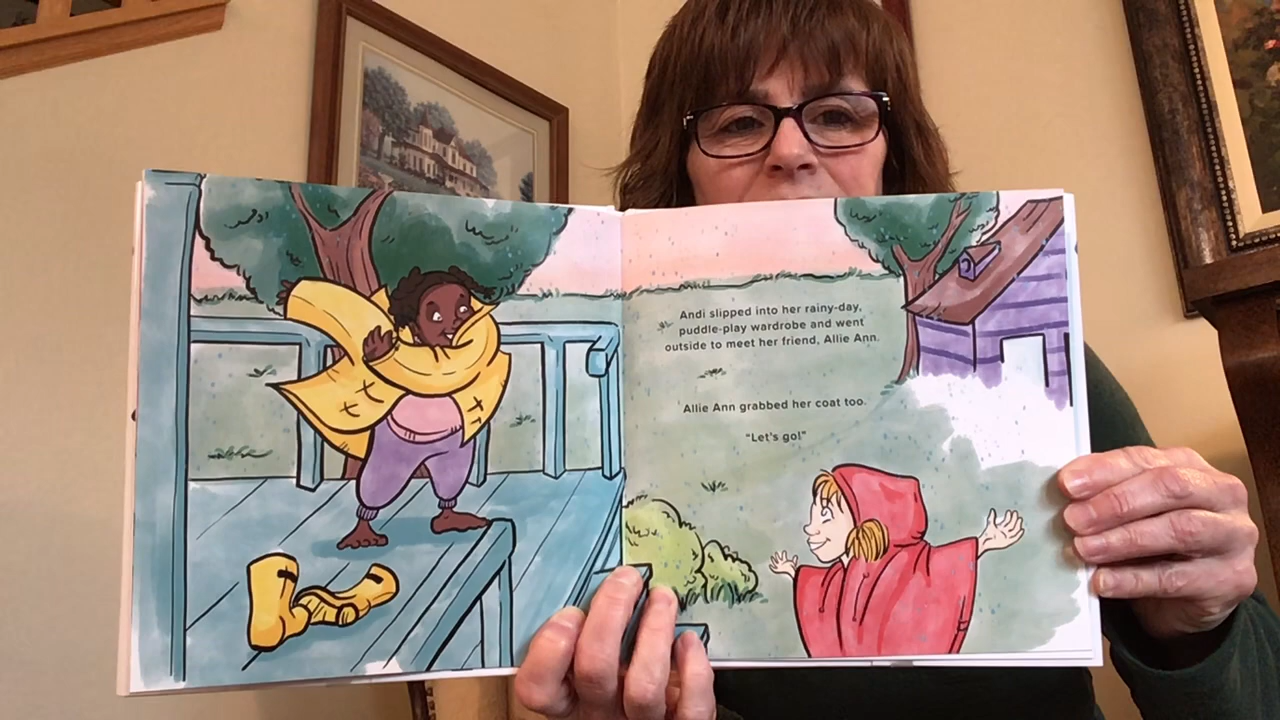 Andi slipped into her rainy-day,
puddle-play wardrobe and went
outside to meet her friend, Allie Ann.
Allie Ann grabbed her coat too.
"Let's go!"